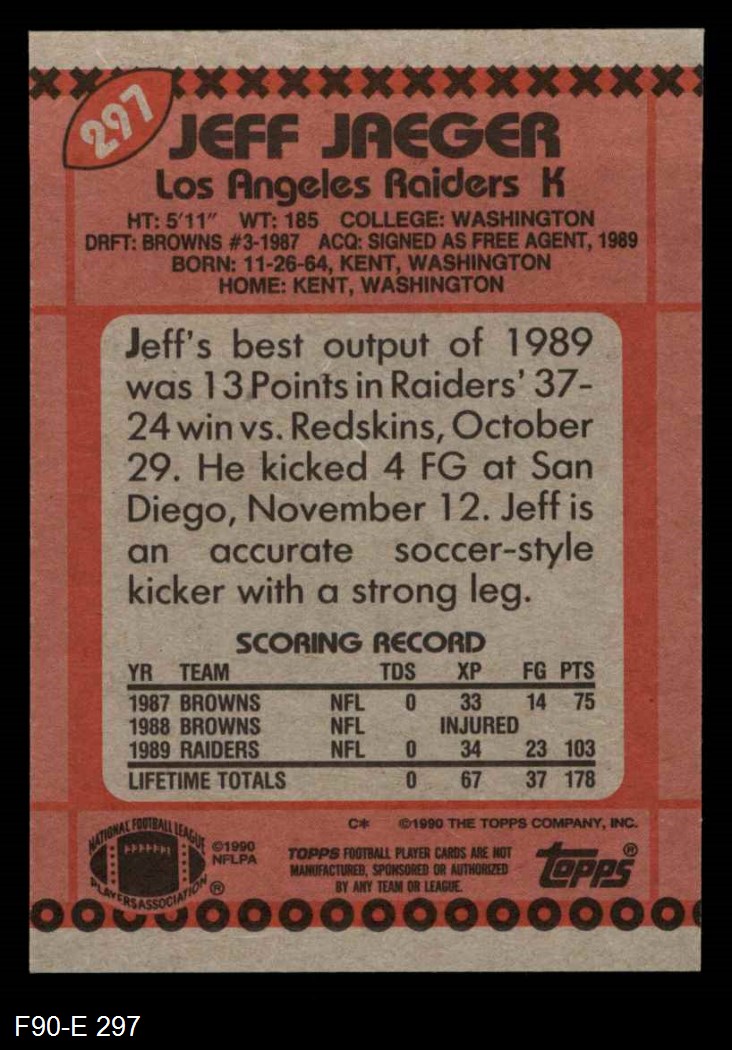 297
JEFF JAEGER
Los Angeles Raiders K
HT: 5'11" WT: 185 COLLEGE: WASHINGTON
DRFT: BROWNS #3-1987 ACQ: SIGNED AS FREE AGENT, 1989
BORN: 11-26-64, KENT, WASHINGTON
HOME: KENT, WASHINGTON
Jeff's best output of 1989
was 13 Points in Raiders' 37-
24 win vs. Redskins, October
29. He kicked 4 FG at San
Diego, November 12. Jeff is
an accurate soccer-style
kicker with a strong leg.
SCORING RECORD
YR TEAM TDS XP FG PTS
1987 BROWNS NFL 0 33 14 75
1988 BROWNS NFL INJURED
1989 RAIDERS NFL 0 34 23 103
LIFETIME TOTALS 0 67 37 178
C* ©1990 THE TOPPS COMPANY, INC.
NATIONAL FOOTBALL LEAGUE
PLAYERS ASSOCIATION ®
©1990
NFLPA
TOPPS FOOTBALL PLAYER CARDS ARE NOT
MANUFACTURED, SPONSORED OR AUTHORIZED
BY ANY TEAM OR LEAGUE.
Topps®
F90-E 297